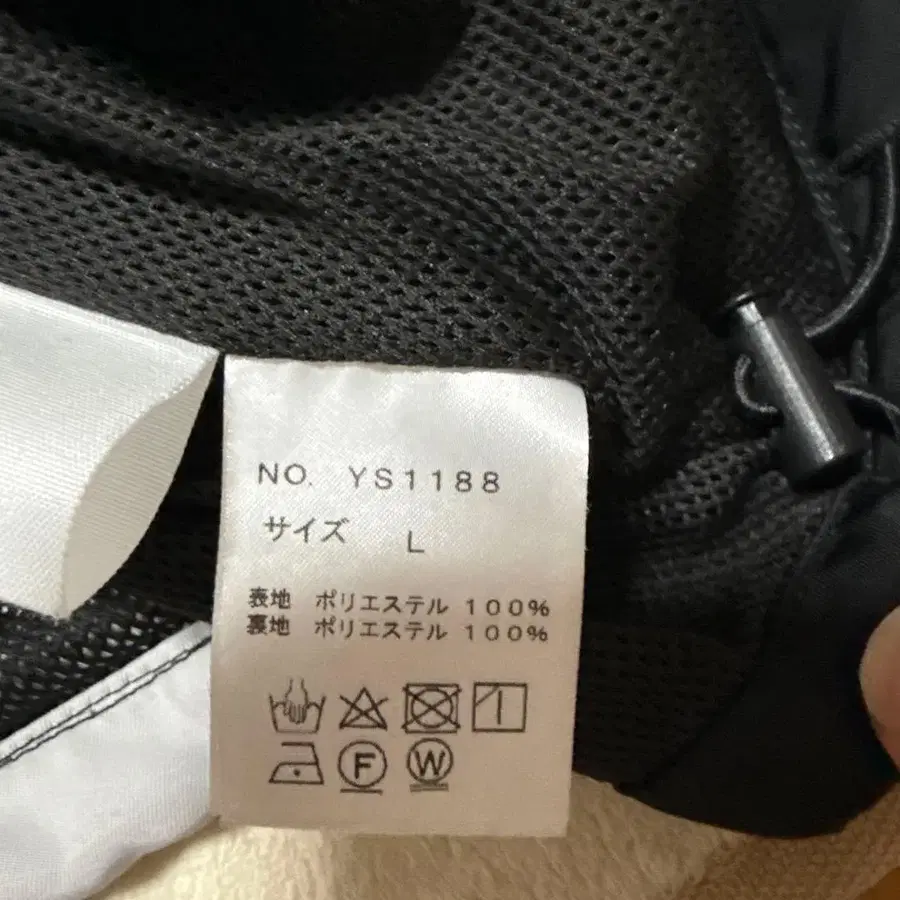 NO. YS1188
サイズ L
表地 ポリエステル 100%
裏地 ポリエステル 100%
F W